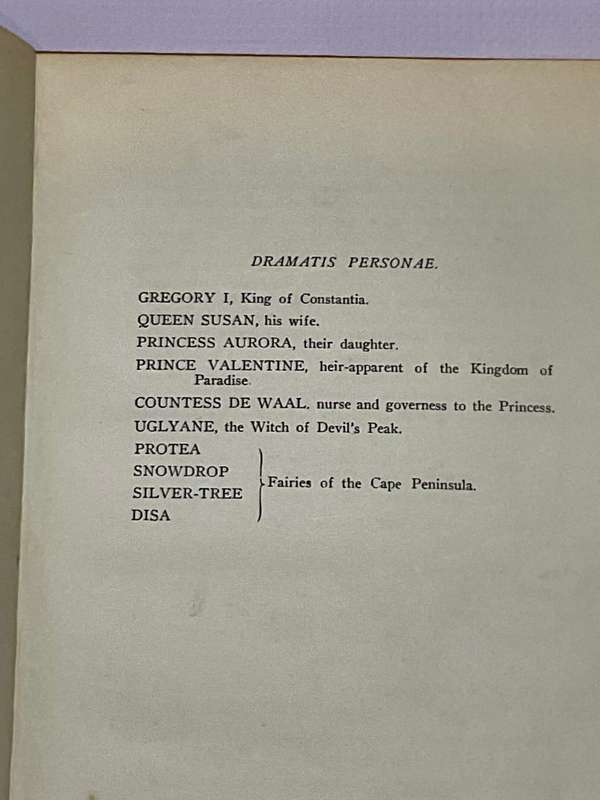 DRAMATIS PERSONAE.
GREGORY I, King of Constantia.
QUEEN SUSAN, his wife.
PRINCESS AURORA, their daughter.
PRINCE VALENTINE, heir-apparent of the Kingdom of
Paradise.
COUNTESS DE WAAL, nurse and governess to the Princess.
UGLYANE, the Witch of Devil's Peak.
PROTEA
SNOWDROP
SILVER-TREE
DISA
Fairies of the Cape Peninsula.